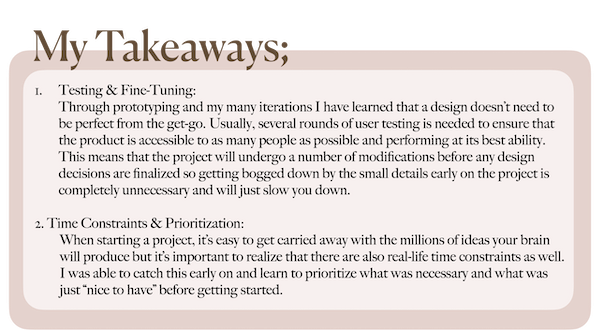 My Takeaways;
1. Testing & Fine-Tuning:
Through prototyping and my many iterations I have learned that a design doesn't need to
be perfect from the get-go. Usually, several rounds of user testing is needed to ensure that
the product is accessible to as many people as possible and performing at its best ability.
This means that the project will undergo a number of modifications before any design
decisions are finalized so getting bogged down by the small details early on the project is
completely unnecessary and will just slow you down.
2. Time Constraints & Prioritization:
When starting a project, it's easy to get carried away with the millions of ideas your brain
will produce but it's important to realize that there are also real-life time constraints as well.
I was able to catch this early on and learn to prioritize what was necessary and what was
just “nice to have” before getting started.